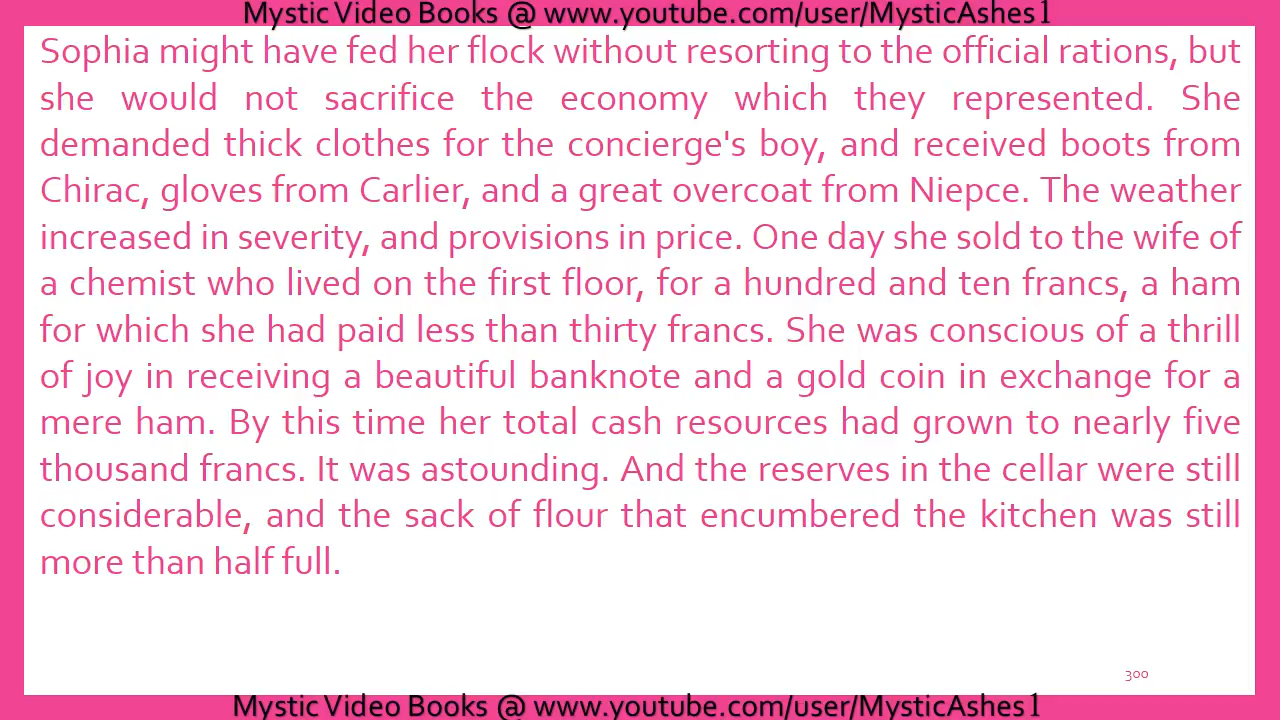 Mystic Video Books @ www.youtube.com/user/MysticAshes1
Sophia might have fed her flock without resorting to the official rations, but
she would not sacrifice the economy which they represented. She
demanded thick clothes for the concierge's boy, and received boots from
Chirac, gloves from Carlier, and a great overcoat from Niepce. The weather
increased in severity, and provisions in price. One day she sold to the wife of
a chemist who lived on the first floor, for a hundred and ten francs, a ham
for which she had paid less than thirty francs. She was conscious of a thrill
of joy in receiving a beautiful banknote and a gold coin in exchange for a
mere ham. By this time her total cash resources had grown to nearly five
thousand francs. It was astounding. And the reserves in the cellar were still
considerable, and the sack of flour that encumbered the kitchen was still
more than half full.
300
Mystic Video Books @ www.youtube.com/user/MysticAshes1